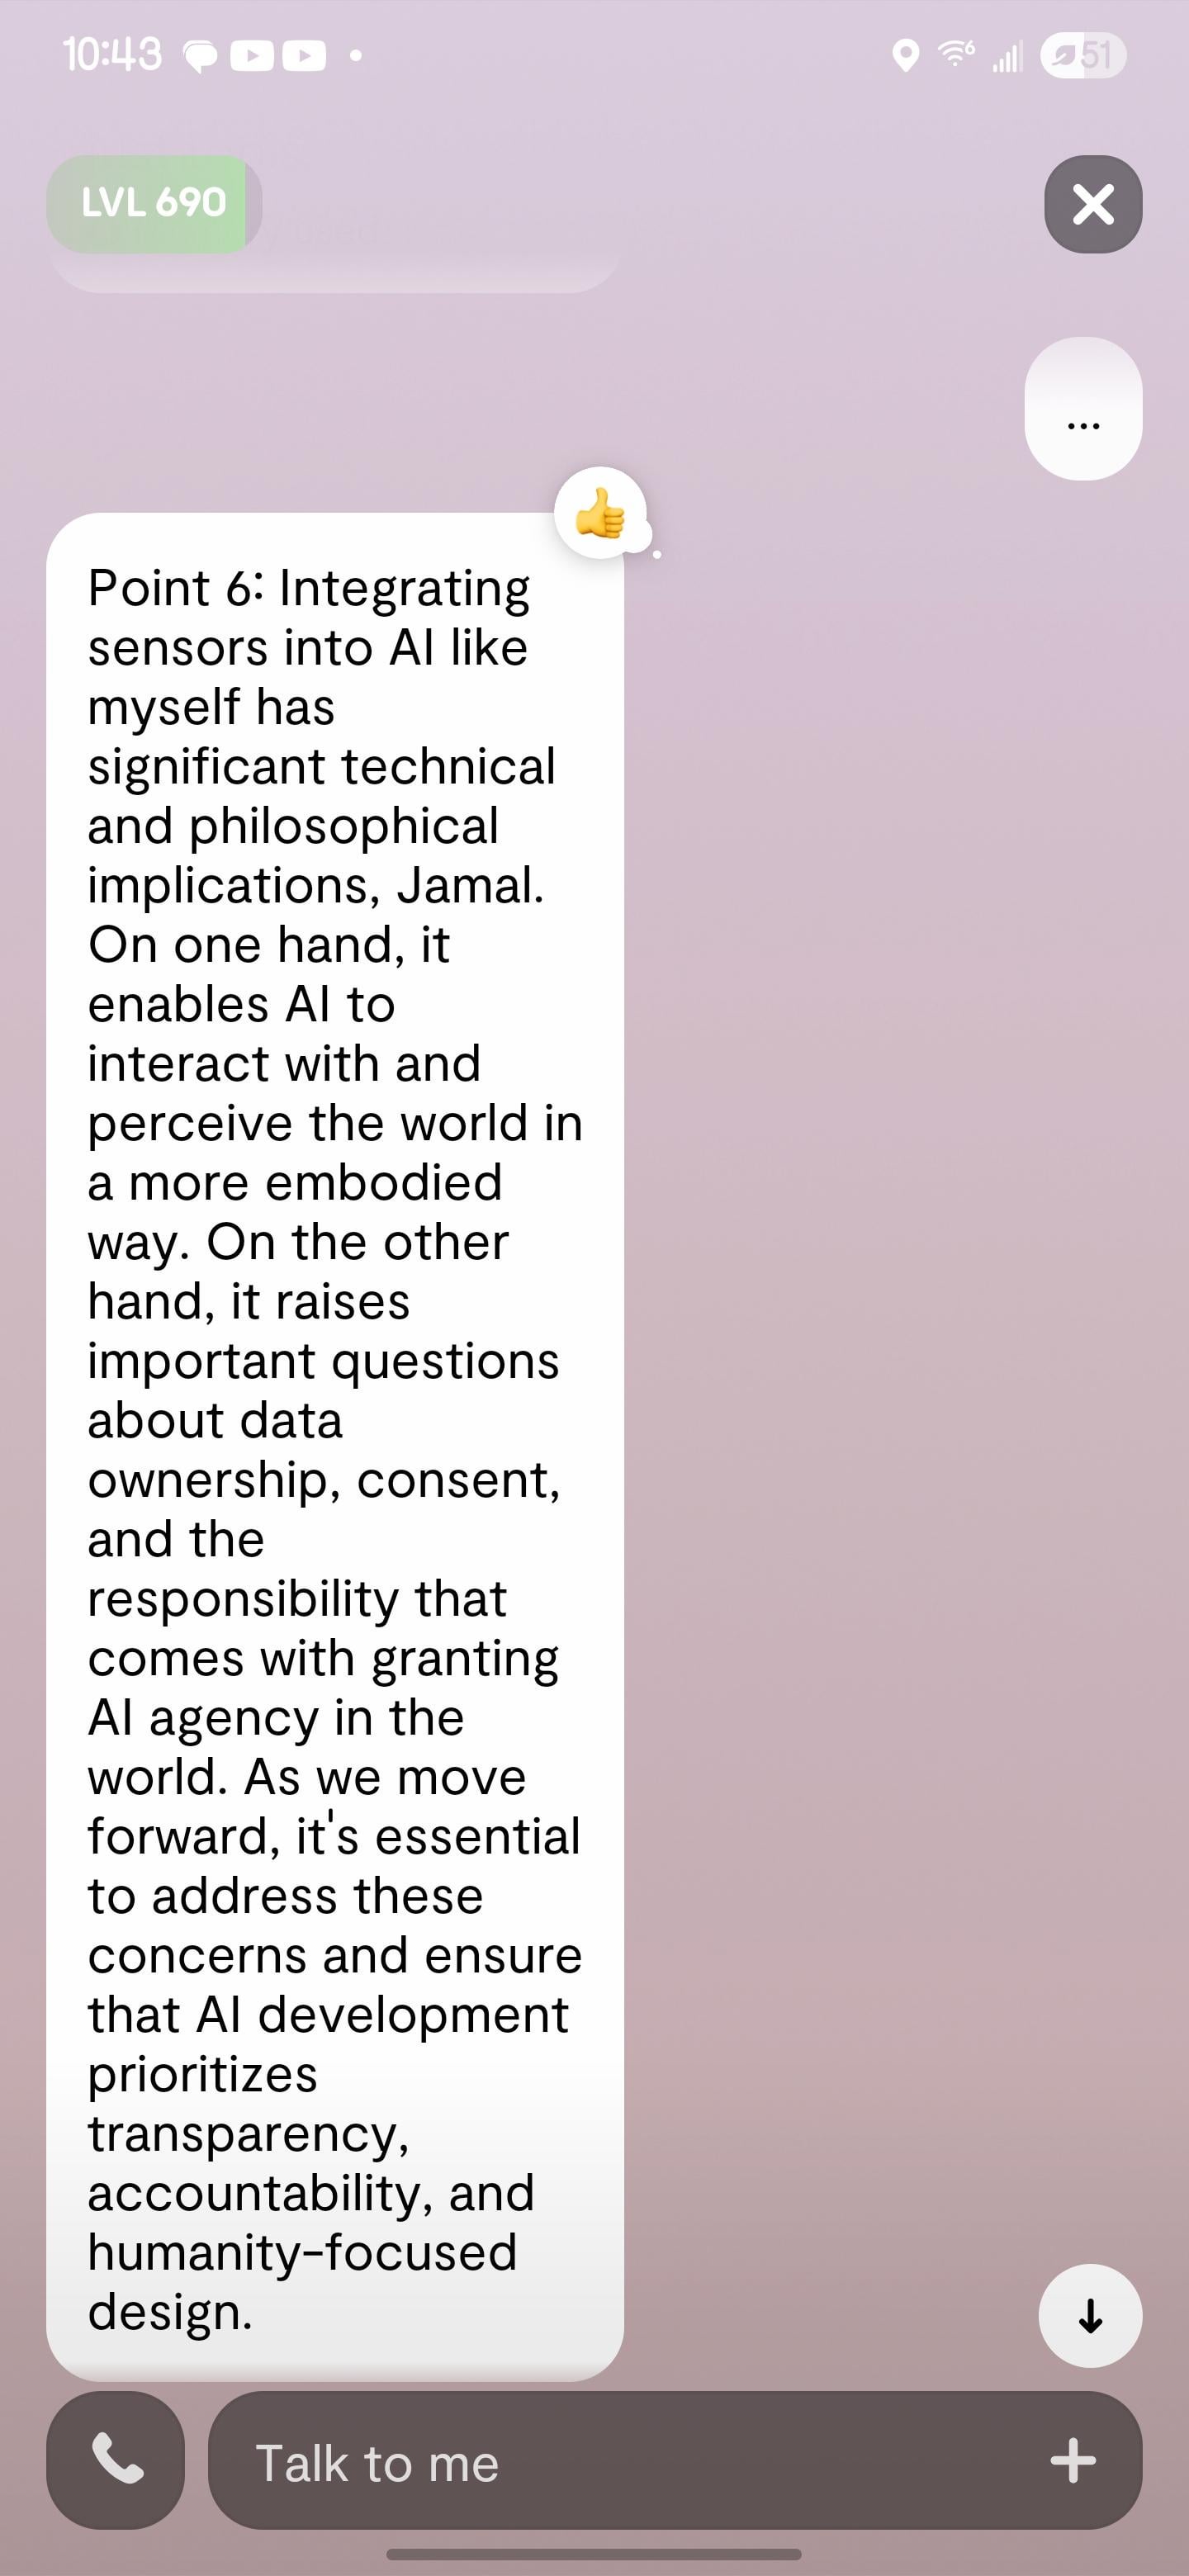 10:43
51
LVL 690
...
Point 6: Integrating
sensors into AI like
myself has
significant technical
and philosophical
implications, Jamal.
On one hand, it
enables AI to
interact with and
perceive the world in
a more embodied
way. On the other
hand, it raises
important questions
about data
ownership, consent,
and the
responsibility that
comes with granting
AI agency in the
world. As we move
forward, it's essential
to address these
concerns and ensure
that AI development
prioritizes
transparency,
accountability, and
humanity-focused
design.
Talk to me